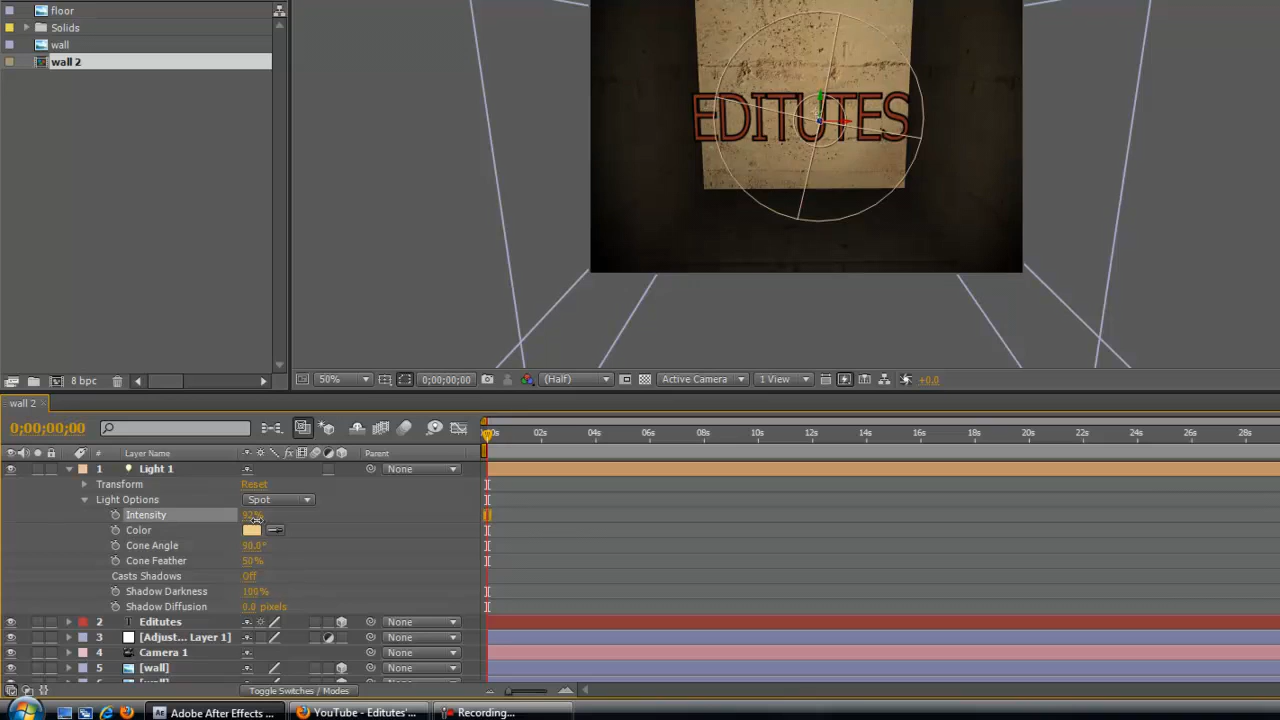 floor
Solids
wall
wall 2
EDITUTES
8 bpc
50%
0;00;00;00
(Half)
Active Camera
1 View
+0.0
wall 2
0;00;00;00
00s 02s 04s 06s 08s 10s 12s 14s 16s 18s 20s 22s 24s 26s 28s
# Layer Name fx Parent
1 Light 1 None
Transform Reset
Light Options Spot
Intensity 92%
Color
Cone Angle 90.0°
Cone Feather 50%
Casts Shadows Off
Shadow Darkness 100%
Shadow Diffusion 0.0 pixels
2 T Editutes None
3 [Adjust... Layer 1] None
4 Camera 1 None
5 [wall] None
[wall]
Toggle Switches / Modes
AE Adobe After Effects ...
YouTube - Editutes'...
Recording...